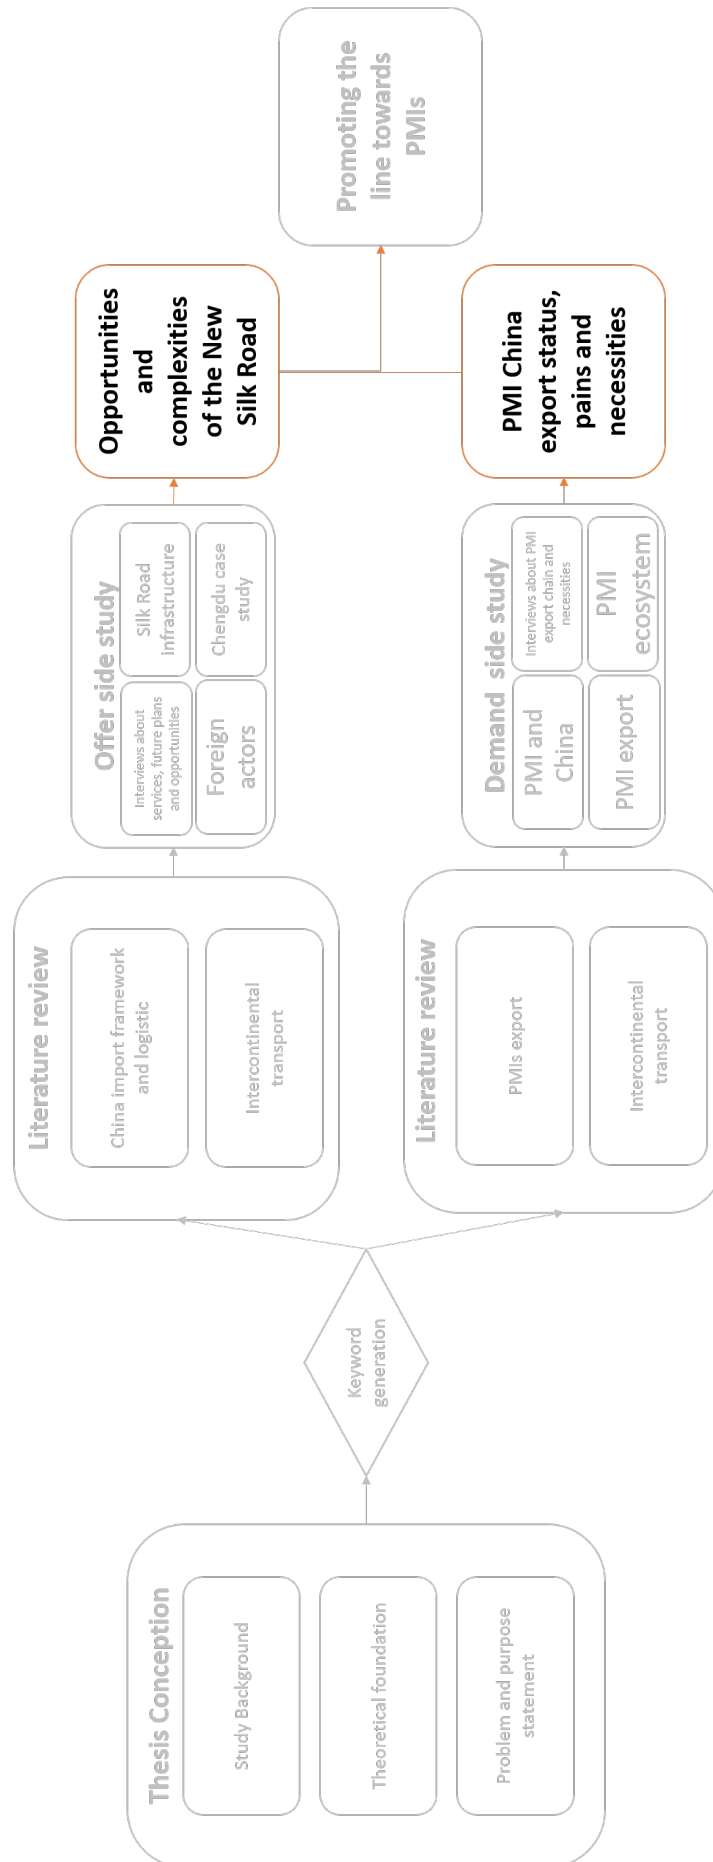 Thesis Conception
Study Background
Theoretical foundation
Problem and purpose
statement
Keyword
generation
Literature review
China import framework
and logistic
Intercontinental
transport
Literature review
PMIs export
Intercontinental
transport
Offer side study
Interviews about
services, future plans
and opportunities
Silk Road
infrastructure
Foreign
actors
Chengdu case
study
Demand side study
PMI and
China
Interviews about PMI
export chain and
necessities
PMI export
PMI
ecosystem
Opportunities
and
complexities
of the New
Silk Road
PMI China
export status,
pains and
necessities
Promoting the
line towards
PMIs